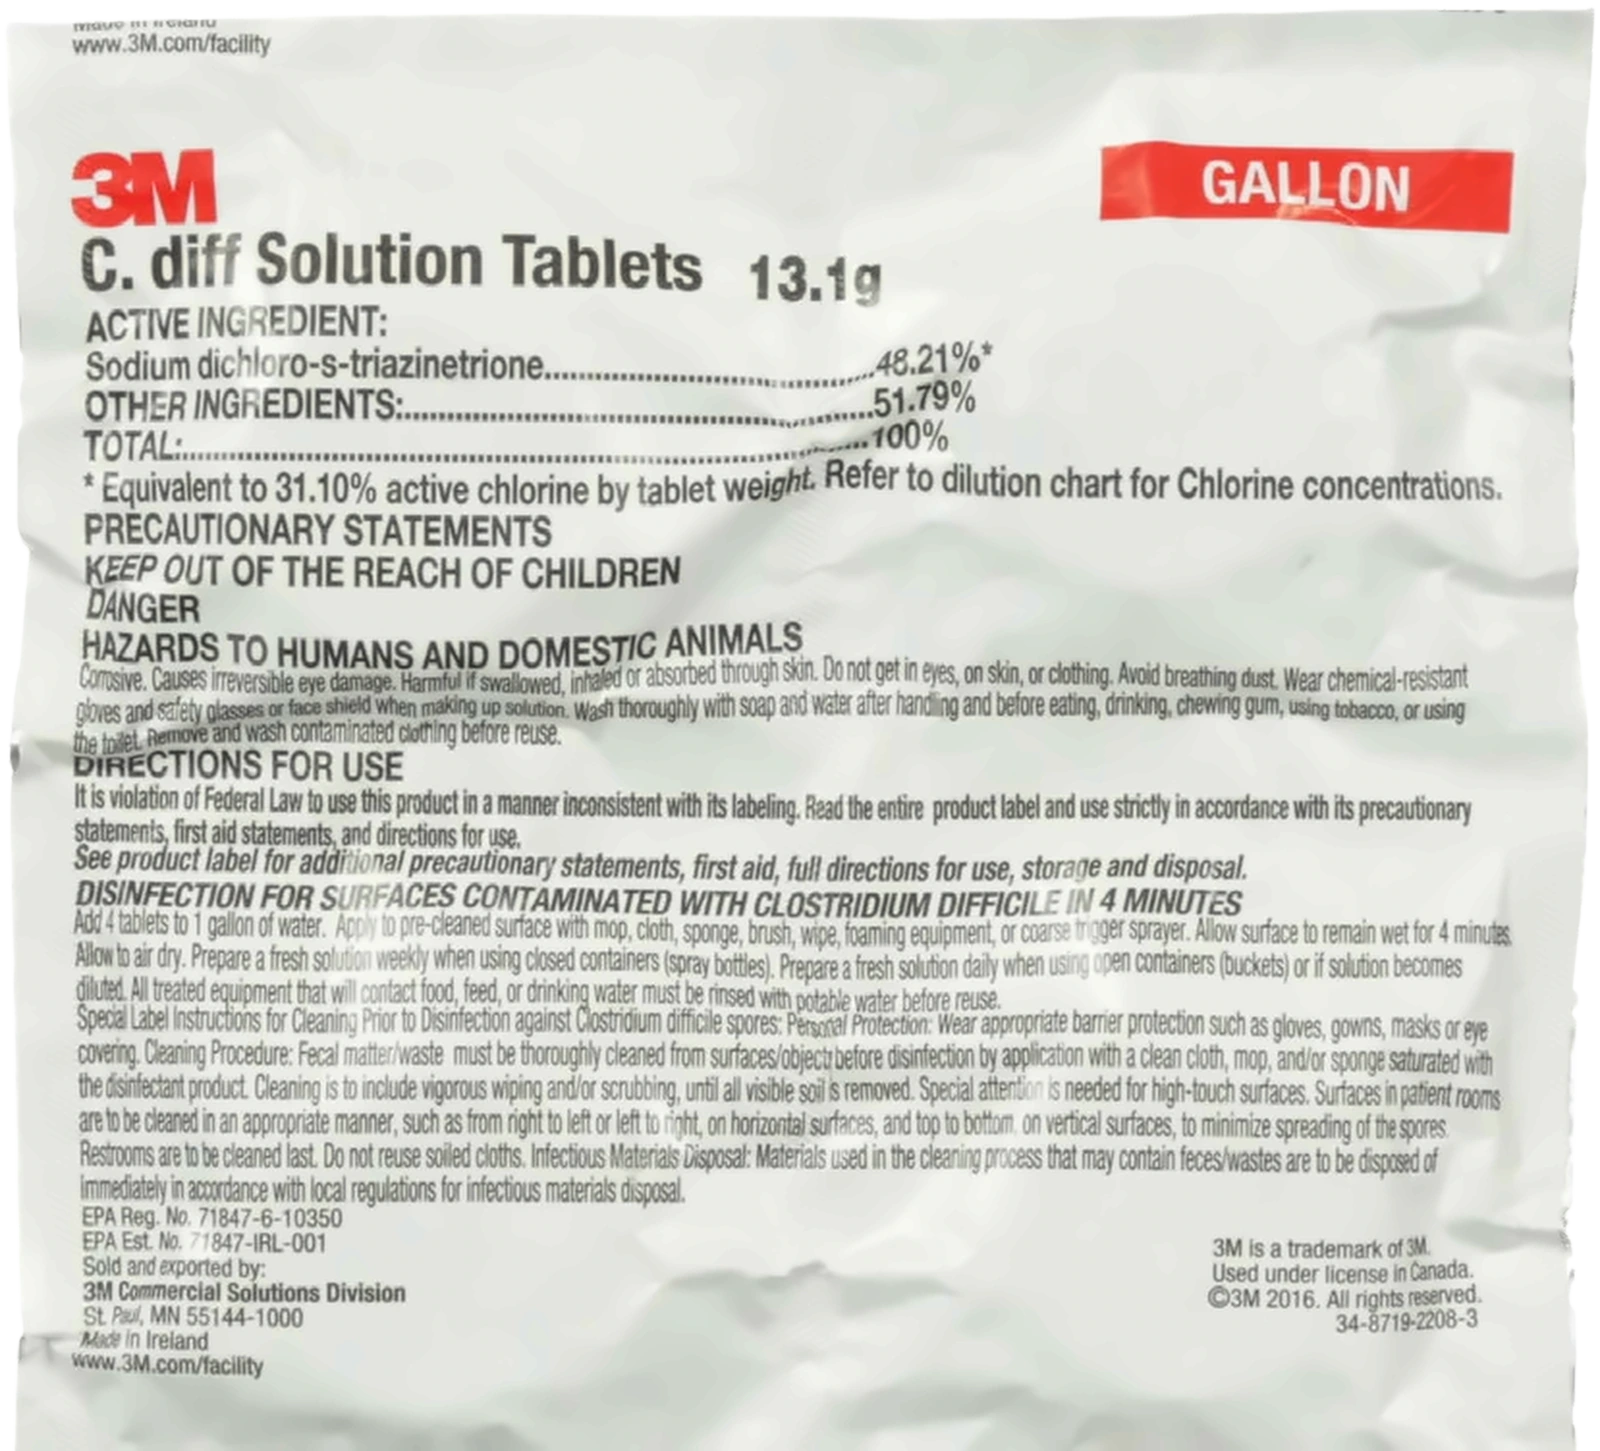 Made in Ireland
www.3M.com/facility
3M
GALLON
C. diff Solution Tablets 13.1g
ACTIVE INGREDIENT:
Sodium dichloro-s-triazinetrione................................................48.21%*
OTHER INGREDIENTS:................................................51.79%
TOTAL:................................................100%
* Equivalent to 31.10% active chlorine by tablet weight. Refer to dilution chart for Chlorine concentrations.
PRECAUTIONARY STATEMENTS
KEEP OUT OF THE REACH OF CHILDREN
DANGER
HAZARDS TO HUMANS AND DOMESTIC ANIMALS
Corrosive. Causes irreversible eye damage. Harmful if swallowed, inhaled or absorbed through skin. Do not get in eyes, on skin, or clothing. Avoid breathing dust. Wear chemical-resistant
gloves and safety glasses or face shield when making up solution. Wash thoroughly with soap and water after handling and before eating, drinking, chewing gum, using tobacco, or using
the toilet. Remove and wash contaminated clothing before reuse.
DIRECTIONS FOR USE
It is violation of Federal Law to use this product in a manner inconsistent with its labeling. Read the entire product label and use strictly in accordance with its precautionary
statements, first aid statements, and directions for use.
See product label for additional precautionary statements, first aid, full directions for use, storage and disposal.
DISINFECTION FOR SURFACES CONTAMINATED WITH CLOSTRIDIUM DIFFICILE IN 4 MINUTES
Add 4 tablets to 1 gallon of water. Apply to pre-cleaned surface with mop, cloth, sponge, brush, wipe, foaming equipment, or coarse trigger sprayer. Allow surface to remain wet for 4 minutes.
Allow to air dry. Prepare a fresh solution weekly when using closed containers (spray bottles). Prepare a fresh solution daily when using open containers (buckets) or if solution becomes
diluted. All treated equipment that will contact food, feed, or drinking water must be rinsed with potable water before reuse.
Special Label Instructions for Cleaning Prior to Disinfection against Clostridium difficile spores: Personal Protection: Wear appropriate barrier protection such as gloves, gowns, masks or eye
covering. Cleaning Procedure: Fecal matter/waste must be thoroughly cleaned from surfaces/objects before disinfection by application with a clean cloth, mop, and/or sponge saturated with
the disinfectant product. Cleaning is to include vigorous wiping and/or scrubbing, until all visible soil is removed. Special attention is needed for high-touch surfaces. Surfaces in patient rooms
are to be cleaned in an appropriate manner, such as from right to left or left to right, on horizontal surfaces, and top to bottom, on vertical surfaces, to minimize spreading of the spores.
Restrooms are to be cleaned last. Do not reuse soiled cloths. Infectious Materials Disposal: Materials used in the cleaning process that may contain feces/wastes are to be disposed of
immediately in accordance with local regulations for infectious materials disposal.
EPA Reg. No. 71847-6-10350
EPA Est. No. 71847-IRL-001
Sold and exported by:
3M Commercial Solutions Division
St. Paul, MN 55144-1000
Made in Ireland
www.3M.com/facility
3M is a trademark of 3M.
Used under license in Canada.
©3M 2016. All rights reserved.
34-8719-2208-3